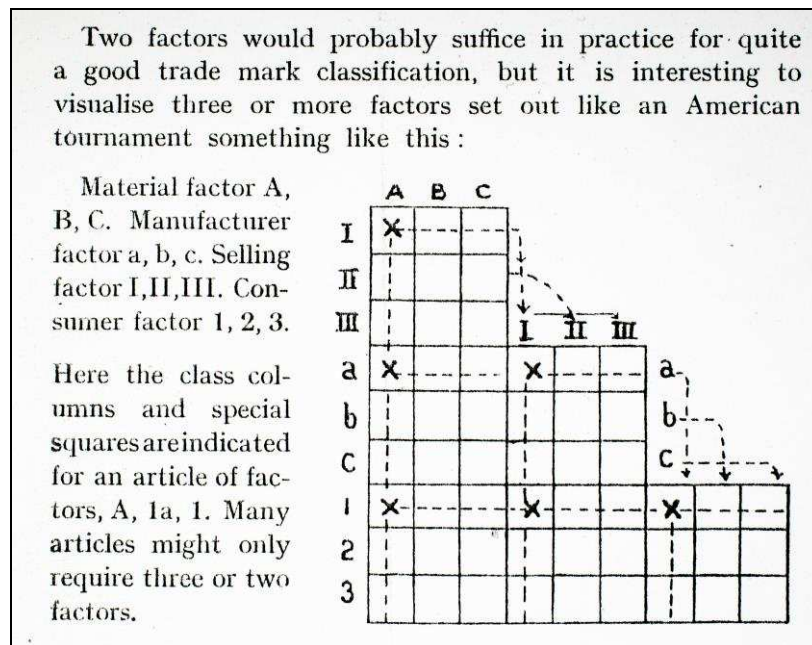 Two factors would probably suffice in practice for quite
a good trade mark classification, but it is interesting to
visualise three or more factors set out like an American
tournament something like this :
Material factor A,
B, C. Manufacturer
factor a, b, c. Selling
factor I,II,III. Con-
sumer factor 1, 2, 3.
Here the class col-
umns and special
squares are indicated
for an article of fac-
tors, A, 1a, 1. Many
articles might only
require three or two
factors.
A B C
I
II
III
I II III
a
b
c
a
b
c
1
2
3